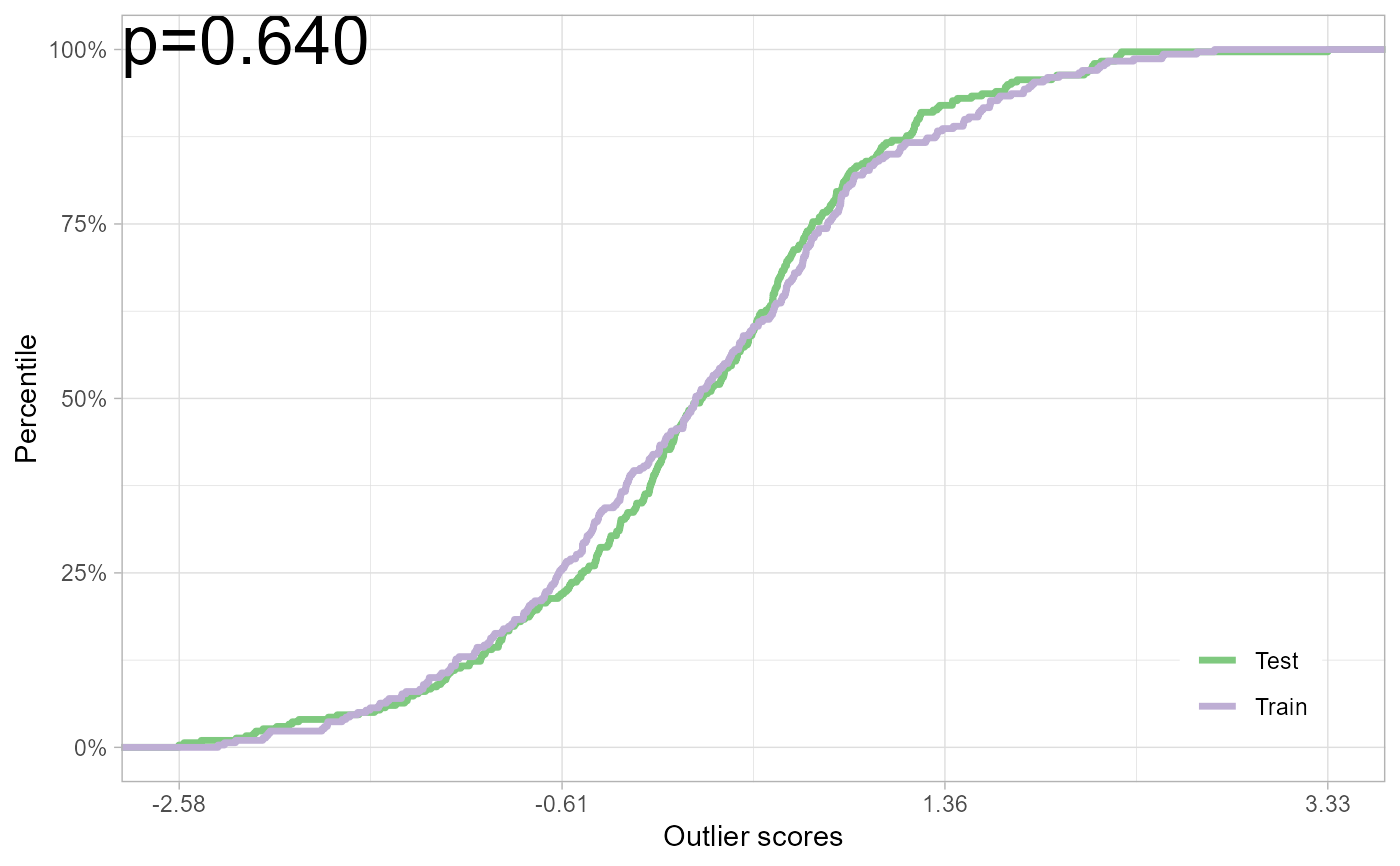 p=0.640
100%
75%
50%
25%
0%
Percentile
-2.58
-0.61
1.36
3.33
Outlier scores
Test
Train